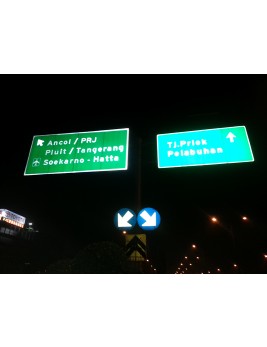 Ancol / PRJ
Pluit / Tangerang
Soekarno - Hatta
Tj. Priok
Pelabuhan